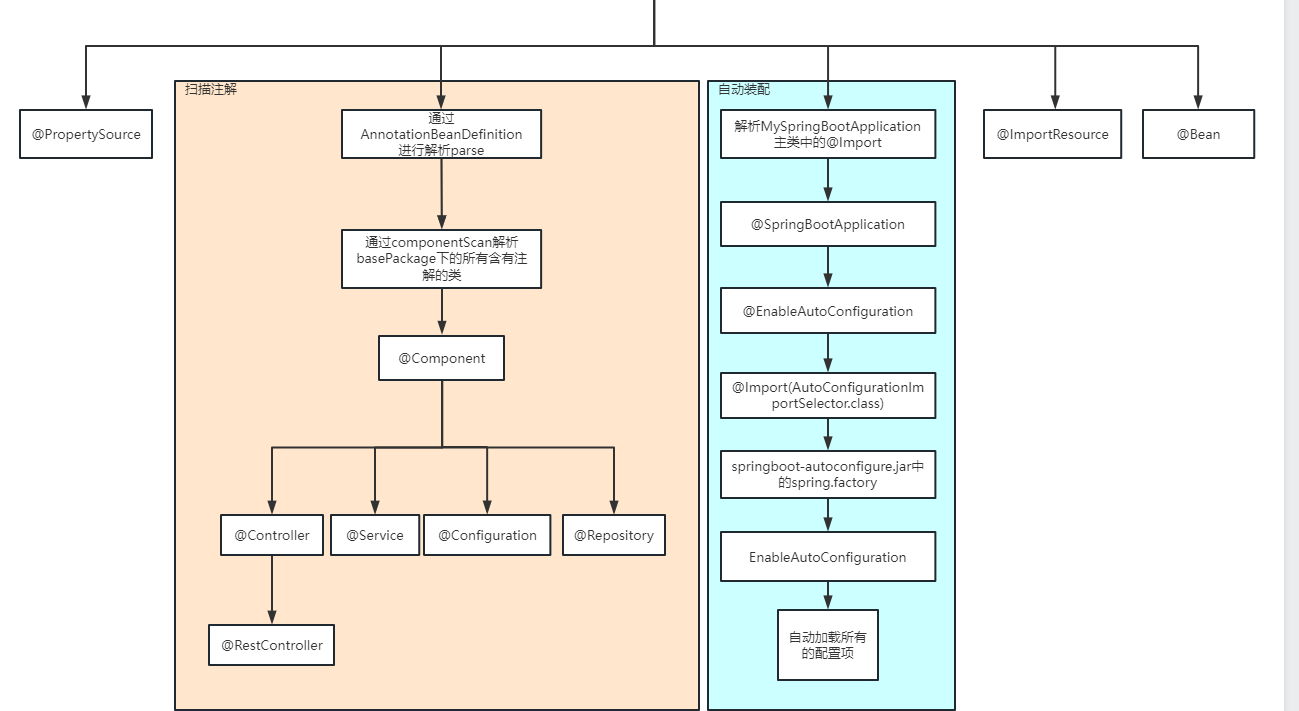 @PropertySource
扫描注解
通过
AnnotationBeanDefinition
进行解析parse
通过componentScan解析
basePackage下的所有含有注
解的类
@Component
@Controller
@Service
@Configuration
@Repository
@RestController
自动装配
解析MySpringBootApplication
主类中的@Import
@SpringBootApplication
@EnableAutoConfiguration
@Import(AutoConfigurationIm
portSelector.class)
springboot-autoconfigure.jar中
的spring.factory
EnableAutoConfiguration
自动加载所有
的配置项
@ImportResource
@Bean